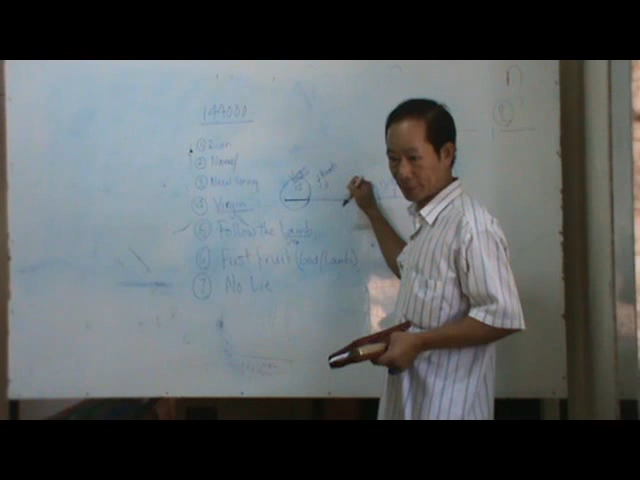 144000
① Zion
② Name
③ New Song
④ Virgin
⑤ Follow the Lamb
⑥ First fruit (God/Lamb)
⑦ No Lie
n